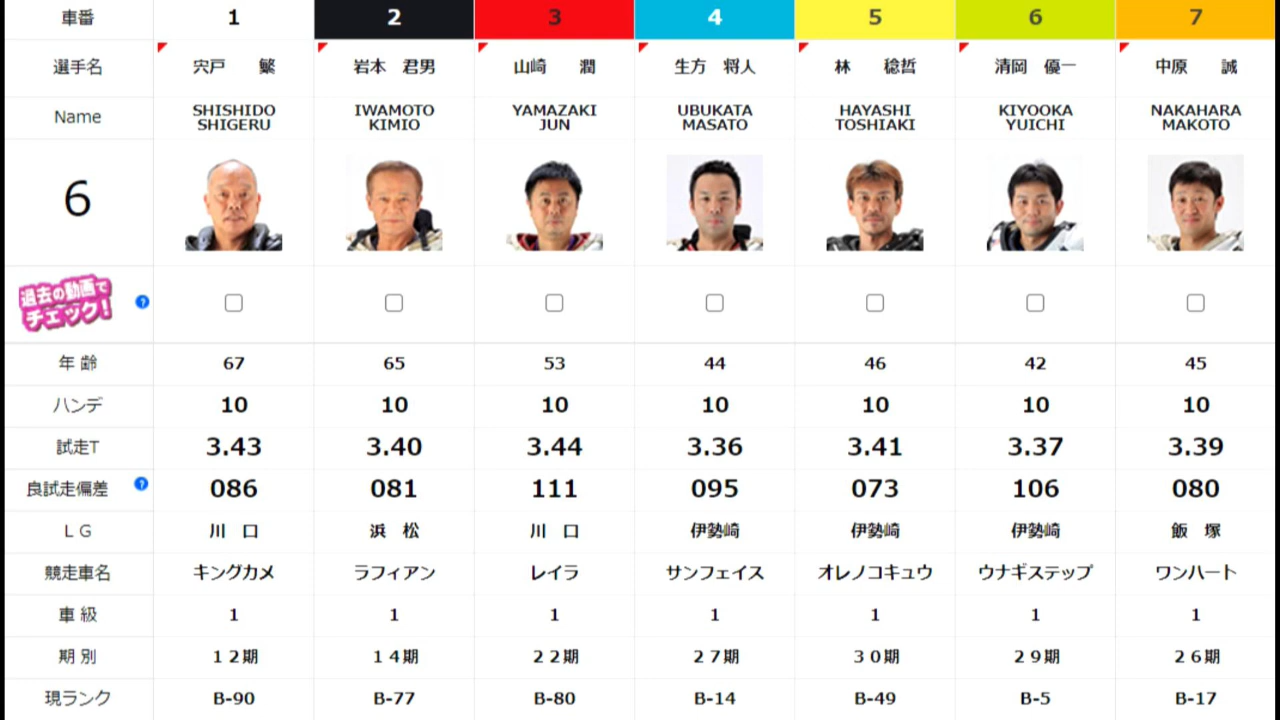 車番 1 2 3 4 5 6 7
選手名 宍戸 繁 岩本 君男 山崎 潤 生方 将人 林 稔哲 清岡 優一 中原 誠
Name SHISHIDO SHIGERU IWAMOTO KIMIO YAMAZAKI JUN UBUKATA MASATO HAYASHI TOSHIAKI KIYOOKA YUICHI NAKAHARA MAKOTO
6
過去の動画で
チェック! ?
年齢 67 65 53 44 46 42 45
ハンデ 10 10 10 10 10 10 10
試走T 3.43 3.40 3.44 3.36 3.41 3.37 3.39
良試走偏差 ? 086 081 111 095 073 106 080
LG 川口 浜松 川口 伊勢崎 伊勢崎 伊勢崎 飯塚
競走車名 キングカメ ラフィアン レイラ サンフェイス オレノコキュウ ウナギステップ ワンハート
車級 1 1 1 1 1 1 1
期別 12期 14期 22期 27期 30期 29期 26期
現ランク B-90 B-77 B-80 B-14 B-49 B-5 B-17